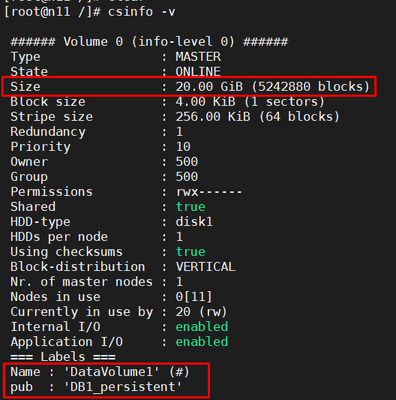 [root@n11 /]# csinfo -v
###### Volume 0 (info-level 0) ######
Type : MASTER
State : ONLINE
Size : 20.00 GiB (5242880 blocks)
Block size : 4.00 KiB (1 sectors)
Stripe size : 256.00 KiB (64 blocks)
Redundancy : 1
Priority : 10
Owner : 500
Group : 500
Permissions : rwx------
Shared : true
HDD-type : disk1
HDDs per node : 1
Using checksums : true
Block-distribution : VERTICAL
Nr. of master nodes : 1
Nodes in use : 0[11]
Currently in use by : 20 (rw)
Internal I/O : enabled
Application I/O : enabled
=== Labels ===
Name : 'DataVolume1' (#)
pub : 'DB1_persistent'